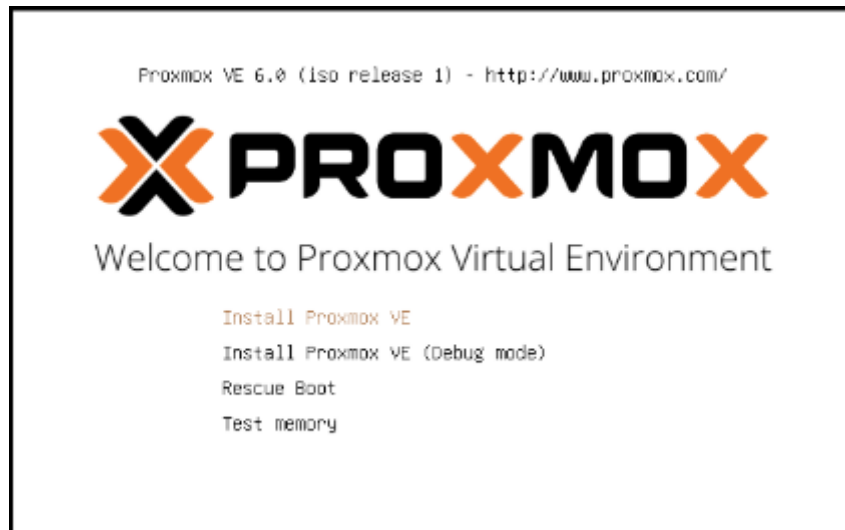 Proxmox VE 6.0 (iso release 1) - http://www.proxmox.com/
PROXMOX
Welcome to Proxmox Virtual Environment
Install Proxmox VE
Install Proxmox VE (Debug mode)
Rescue Boot
Test memory